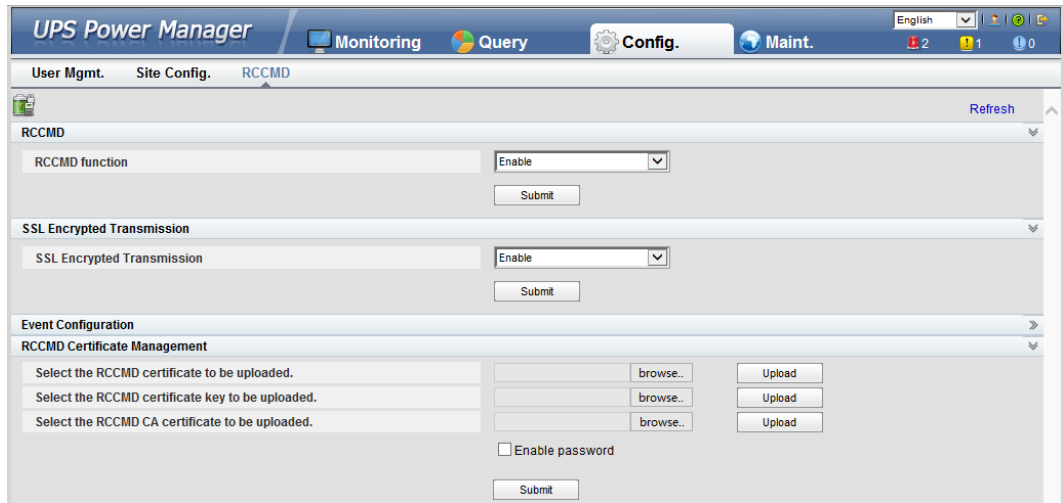 UPS Power Manager
Monitoring
Query
Config.
Maint.
English
2
1
0
User Mgmt.
Site Config.
RCCMD
Refresh
RCCMD
RCCMD function
Enable
Submit
SSL Encrypted Transmission
SSL Encrypted Transmission
Enable
Submit
Event Configuration
RCCMD Certificate Management
Select the RCCMD certificate to be uploaded.
browse..
Upload
Select the RCCMD certificate key to be uploaded.
browse..
Upload
Select the RCCMD CA certificate to be uploaded.
browse..
Upload
Enable password
Submit